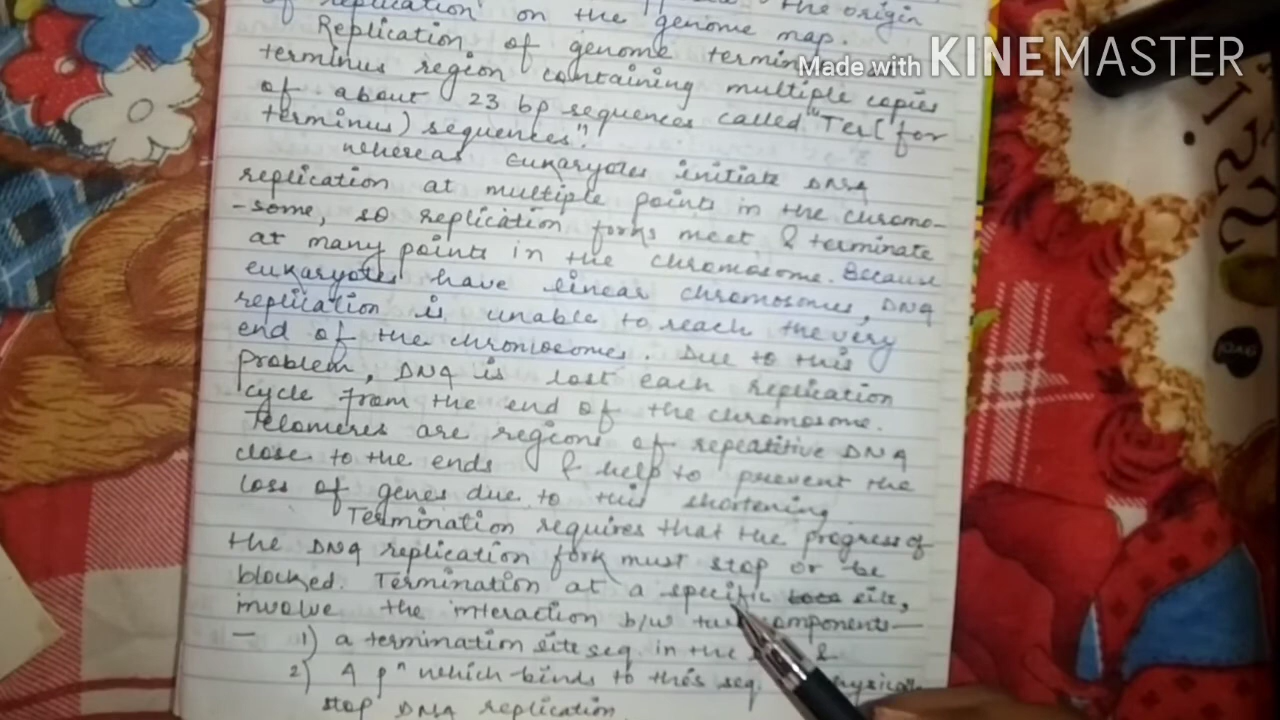 Made with KINEMASTER
the origin
of replication on the genome map.
Replication of genome
terminus region containing multiple copies
of about 23 bp sequences called "Ter (for
terminus) sequences".
whereas eukaryotes initiate DNA
replication at multiple points in the chromo-
-some, so replication forks meet & terminate
at many points in the chromosome. Because
eukaryotes have linear chromosomes, DNA
replication is unable to reach the very
end of the chromosomes. Due to this
problem, DNA is lost each replication
cycle from the end of the chromosome.
Telomeres are regions of repeatitive DNA
close to the ends & help to prevent the
loss of genes due to this shortening
Termination requires that the progress of
the DNA replication fork must stop or be
blocked. Termination at a specific site,
involve the interaction b/w components—
— 1) a termination site seq. in the &
2) A pⁿ which binds to this seq.
stop DNA replication.